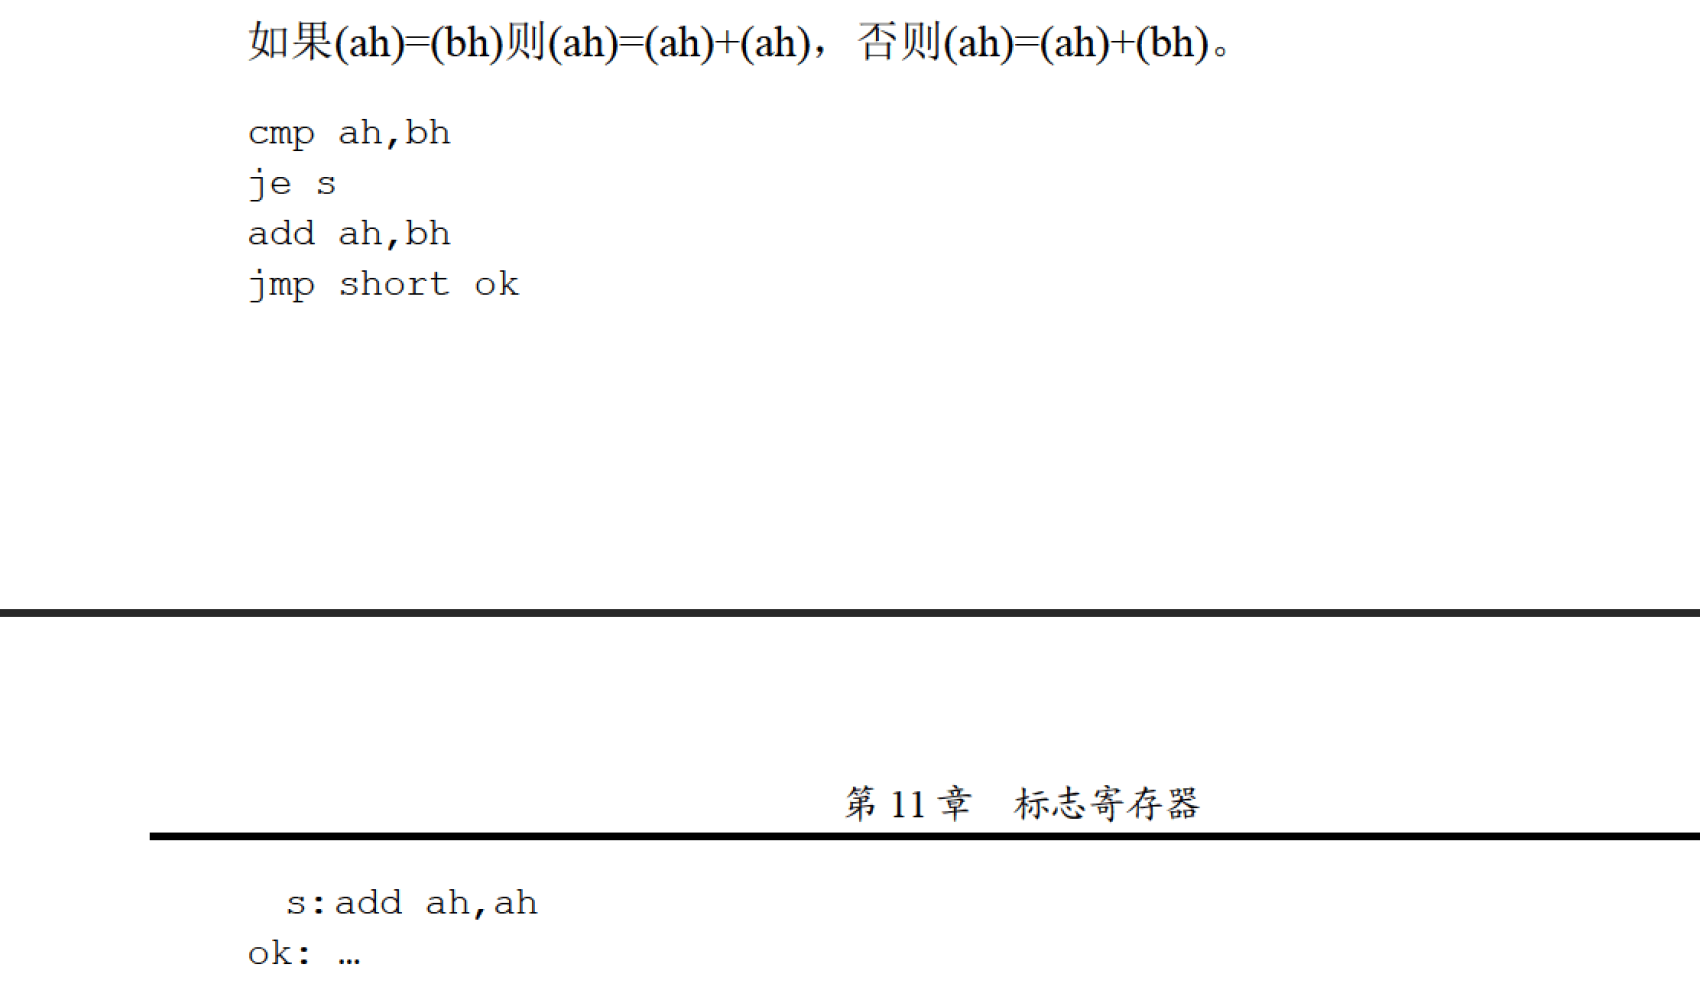 如果(ah)=(bh)则(ah)=(ah)+(ah)，否则(ah)=(ah)+(bh)。
cmp ah,bh
je s
add ah,bh
jmp short ok
第 11 章 标志寄存器
s:add ah,ah
ok: …